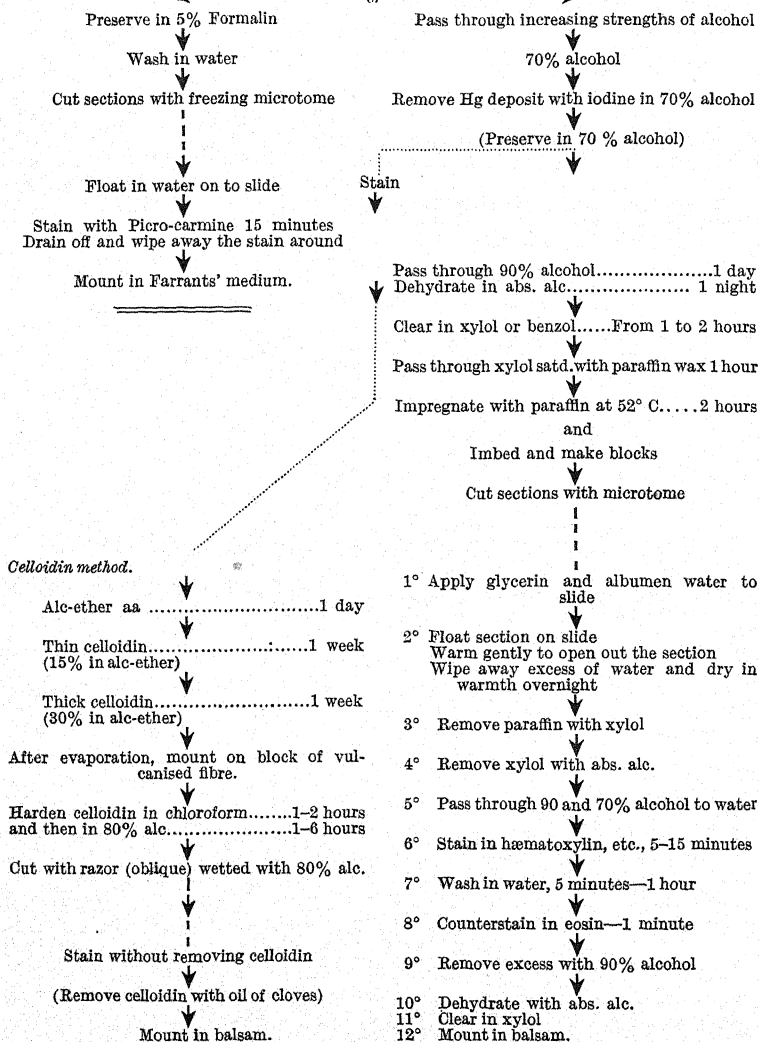 Preserve in 5% Formalin
Wash in water
Cut sections with freezing microtome
Float in water on to slide
Stain with Picro-carmine 15 minutes
Drain off and wipe away the stain around
Mount in Farrants' medium.
Pass through increasing strengths of alcohol
70% alcohol
Remove Hg deposit with iodine in 70% alcohol
(Preserve in 70 % alcohol)
Stain
Pass through 90% alcohol....................1 day
Dehydrate in abs. alc..................... 1 night
Clear in xylol or benzol......From 1 to 2 hours
Pass through xylol satd. with paraffin wax 1 hour
Impregnate with paraffin at 52° C.....2 hours
and
Imbed and make blocks
Cut sections with microtome
1° Apply glycerin and albumen water to
slide
2° Float section on slide
Warm gently to open out the section
Wipe away excess of water and dry in
warmth overnight
3° Remove paraffin with xylol
4° Remove xylol with abs. alc.
5° Pass through 90 and 70% alcohol to water
6° Stain in hæmatoxylin, etc., 5–15 minutes
7° Wash in water, 5 minutes—1 hour
8° Counterstain in eosin—1 minute
9° Remove excess with 90% alcohol
10° Dehydrate with abs. alc.
11° Clear in xylol
12° Mount in balsam.
Celloidin method.
Alc-ether aa ............................1 day
Thin celloidin....................:......1 week
(15% in alc-ether)
Thick celloidin..........................1 week
(30% in alc-ether)
After evaporation, mount on block of vul-
canised fibre.
Harden celloidin in chloroform........1–2 hours
and then in 80% alc....................1–6 hours
Cut with razor (oblique) wetted with 80% alc.
Stain without removing celloidin
(Remove celloidin with oil of cloves)
Mount in balsam.